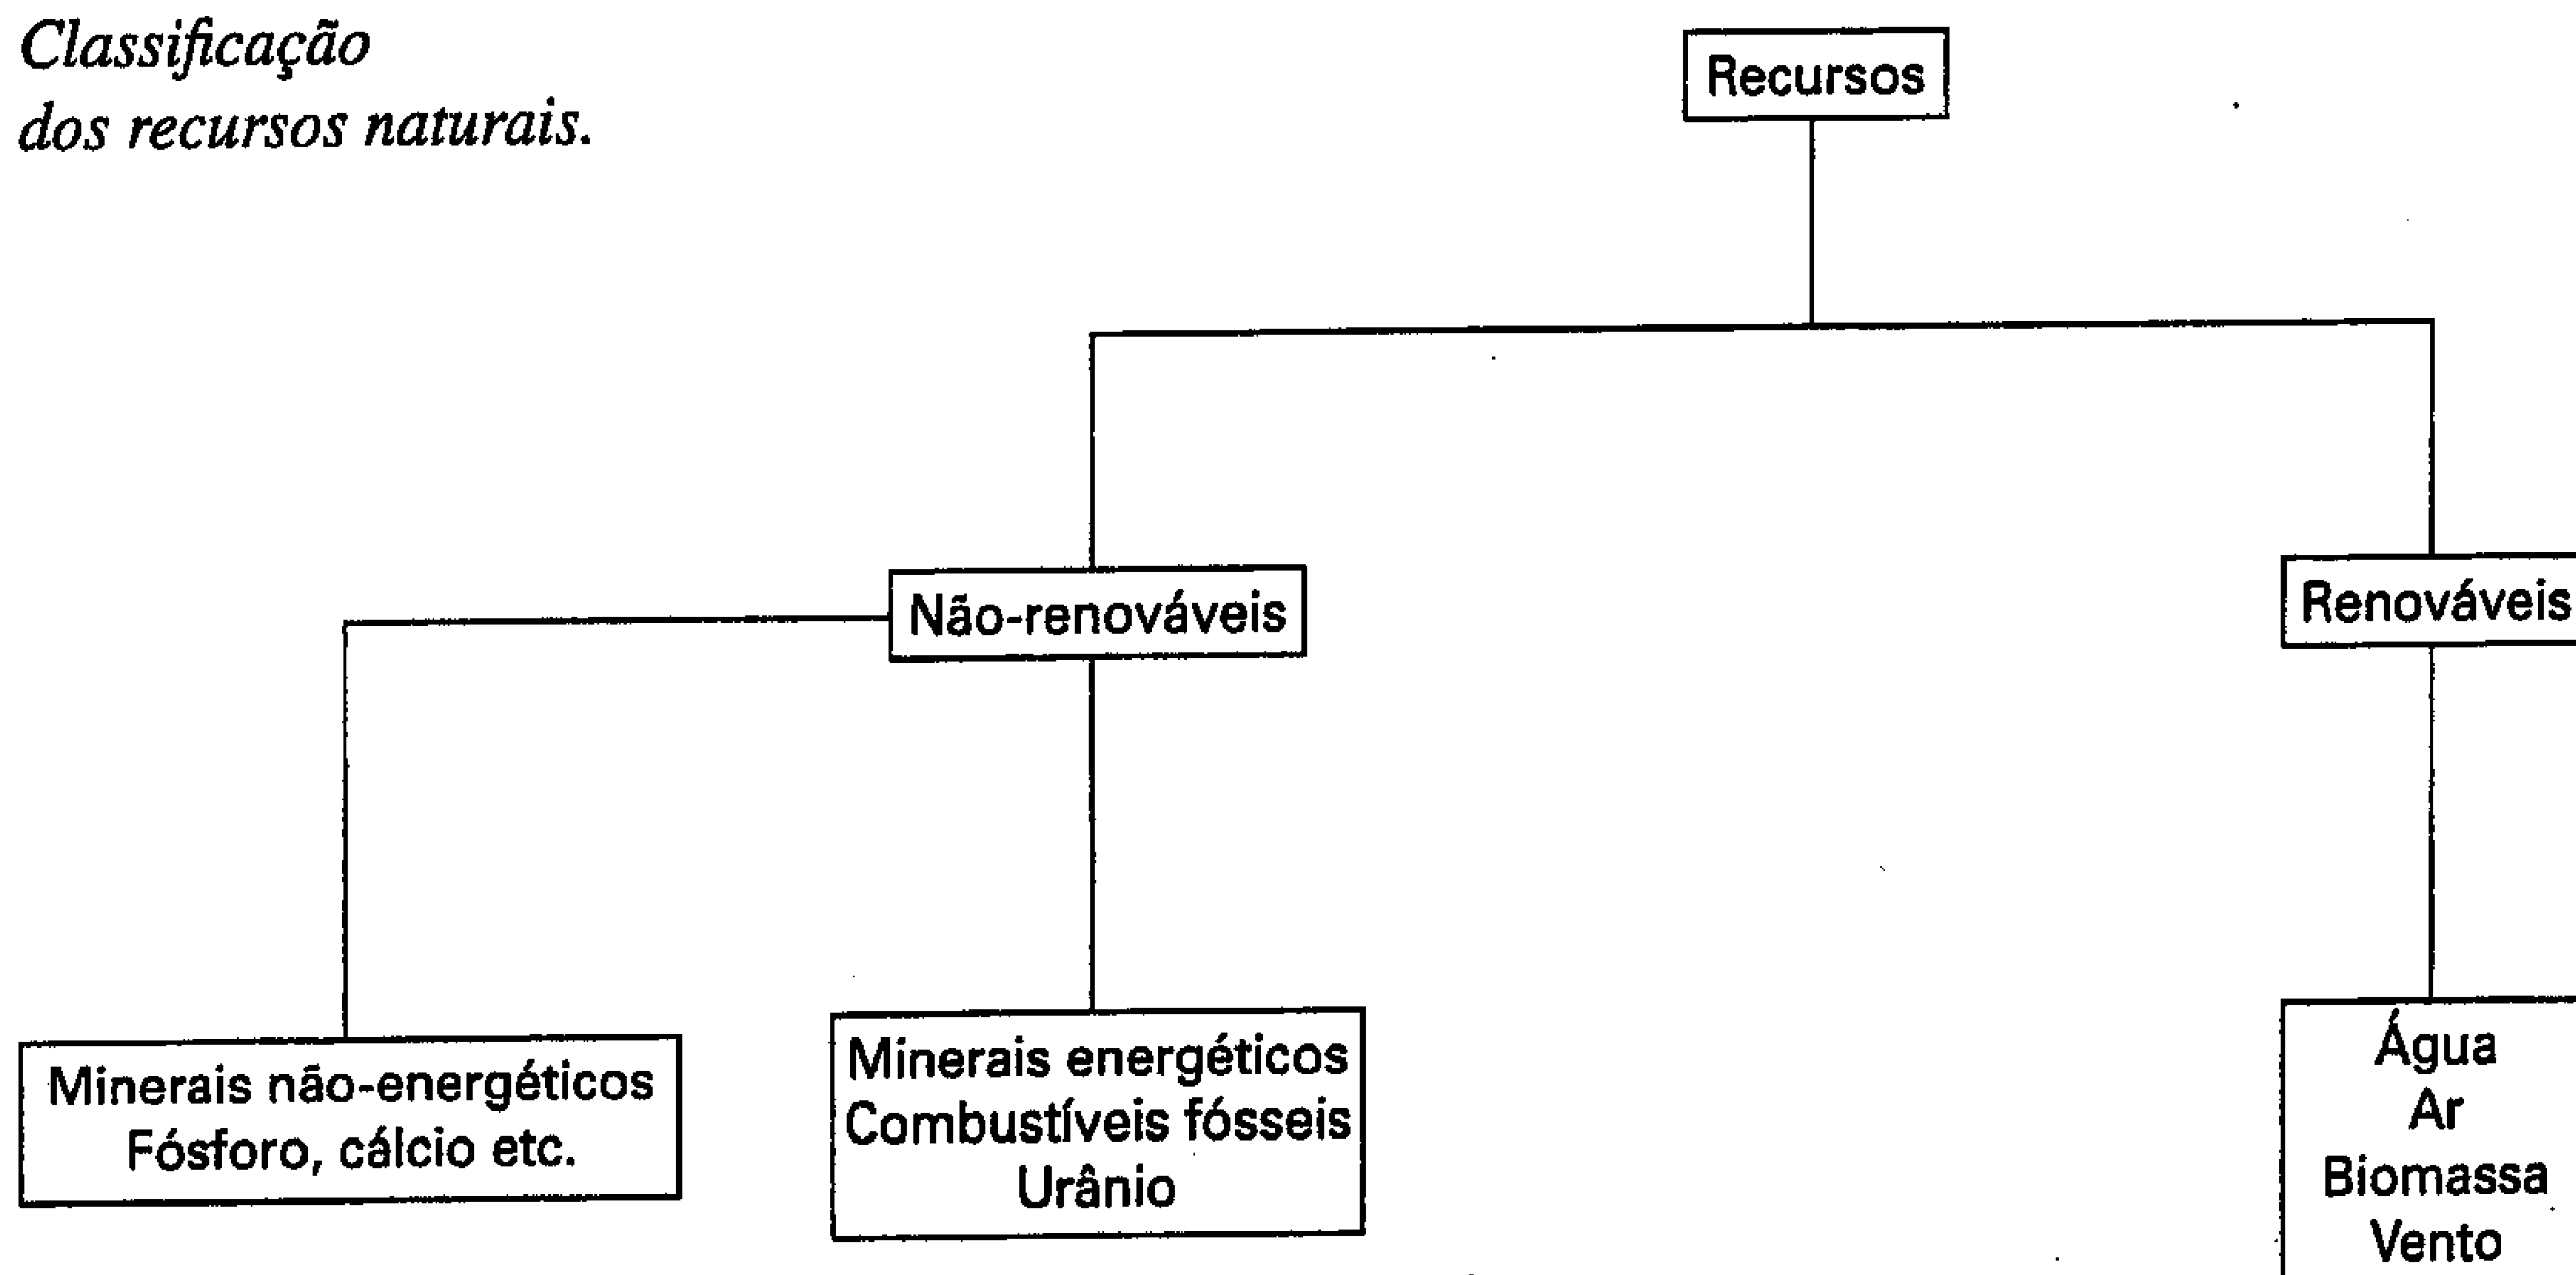 Classificação
dos recursos naturais.
Recursos
Não-renováveis
Renováveis
Minerais não-energéticos
Fósforo, cálcio etc.
Minerais energéticos
Combustíveis fósseis
Urânio
Água
Ar
Biomassa
Vento